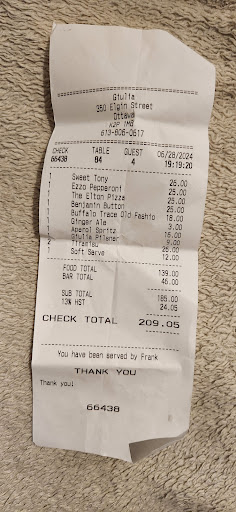 Giulia
350 Elgin Street
Ottawa
K2P 1M8
613-806-0617
CHECK TABLE GUEST 06/28/2024
66438 84 4 19:19:20
1 Sweet Tony 26.00
1 Ezzo Pepperoni 25.00
1 The Elton Pizza 25.00
1 Benjamin Button 25.00
1 Buffalo Trace Old Fashio 18.00
1 Ginger Ale 3.00
1 Aperol Spritz 16.00
1 Giulia Pilsner 9.00
2 Tiramisu 26.00
Soft Serve 12.00
FOOD TOTAL 139.00
BAR TOTAL 46.00
SUB TOTAL 185.00
13% HST 24.05
CHECK TOTAL 209.05
You have been served by Frank
THANK YOU
Thank you!
66438